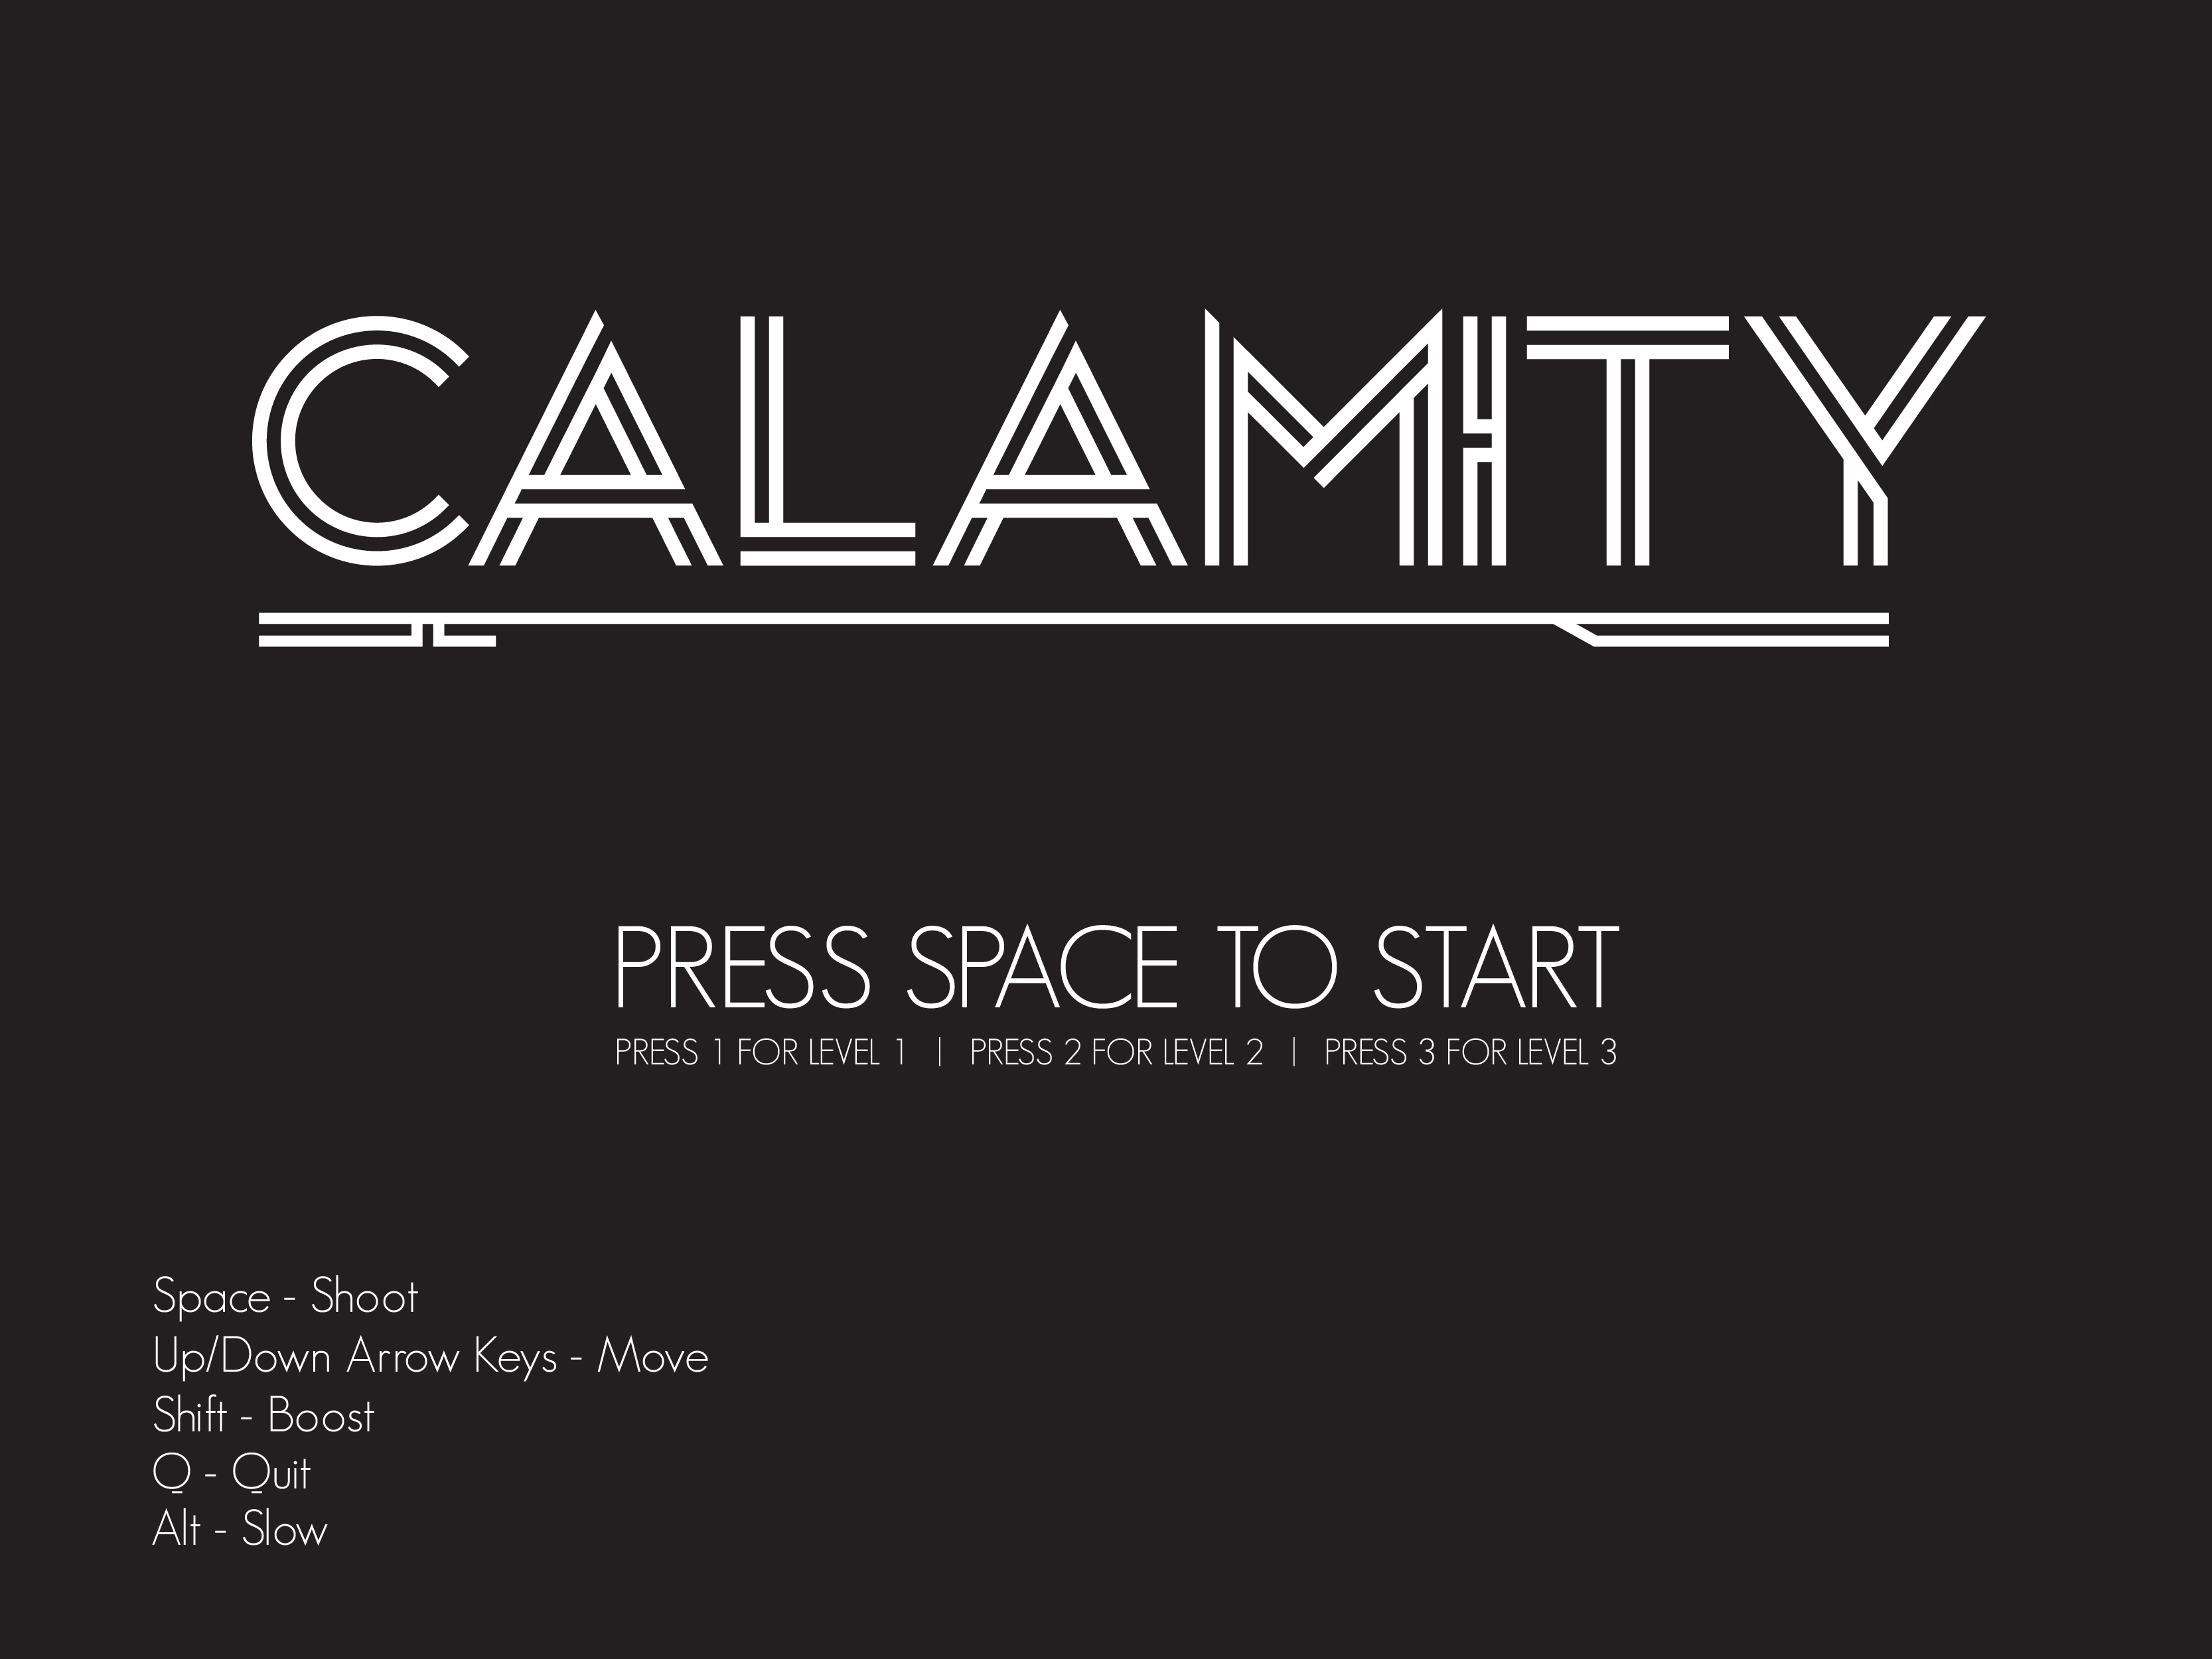 CALAMITY
PRESS SPACE TO START
PRESS 1 FOR LEVEL 1 | PRESS 2 FOR LEVEL 2 | PRESS 3 FOR LEVEL 3
Space - Shoot
Up/Down Arrow Keys - Move
Shift - Boost
Q - Quit
Alt - Slow